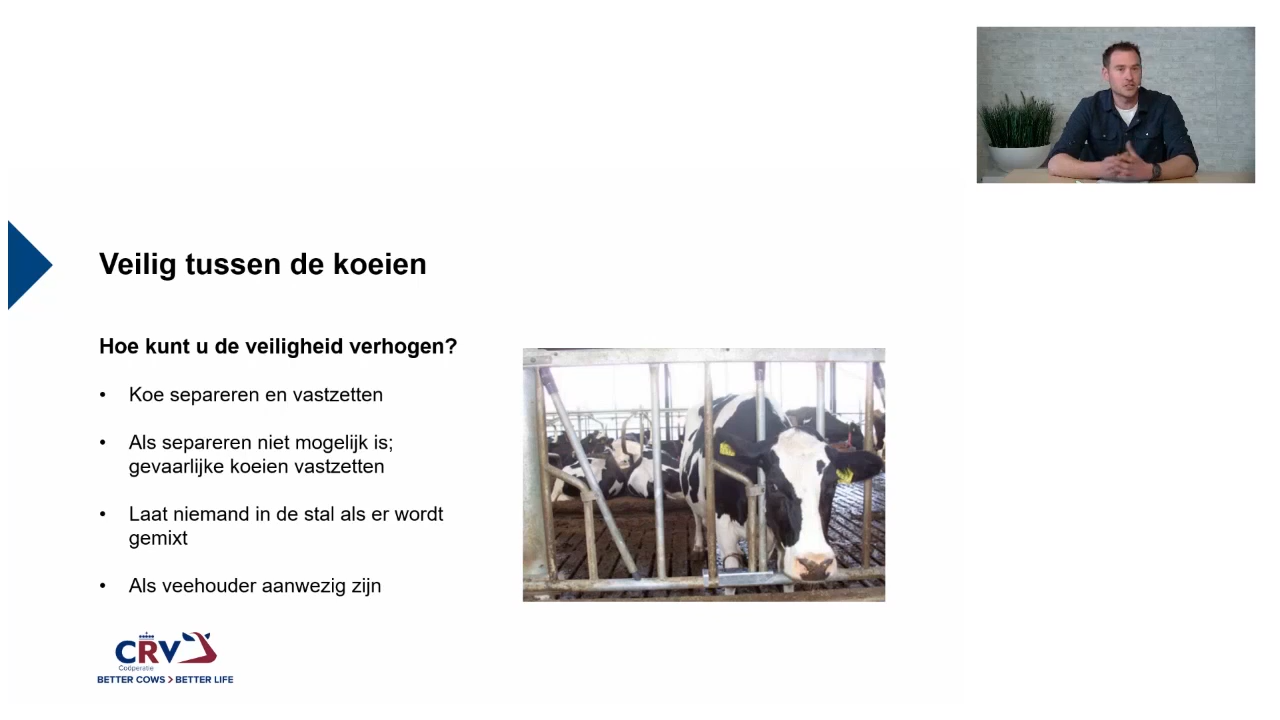 Veilig tussen de koeien
Hoe kunt u de veiligheid verhogen?
• Koe separeren en vastzetten
• Als separeren niet mogelijk is;
gevaarlijke koeien vastzetten
• Laat niemand in de stal als er wordt
gemixt
• Als veehouder aanwezig zijn
CRV
Coöperatie
BETTER COWS > BETTER LIFE